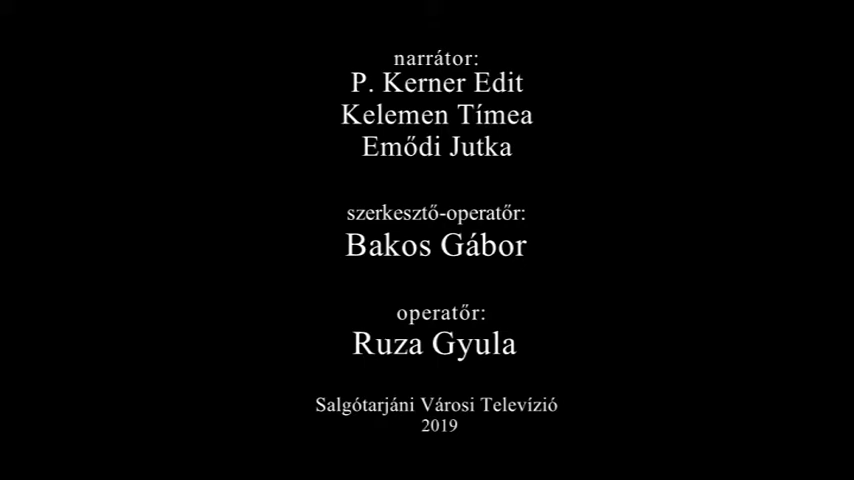 narrátor:
P. Kerner Edit
Kelemen Tímea
Emődi Jutka
szerkesztő-operatőr:
Bakos Gábor
operatőr:
Ruza Gyula
Salgótarjáni Városi Televízió
2019